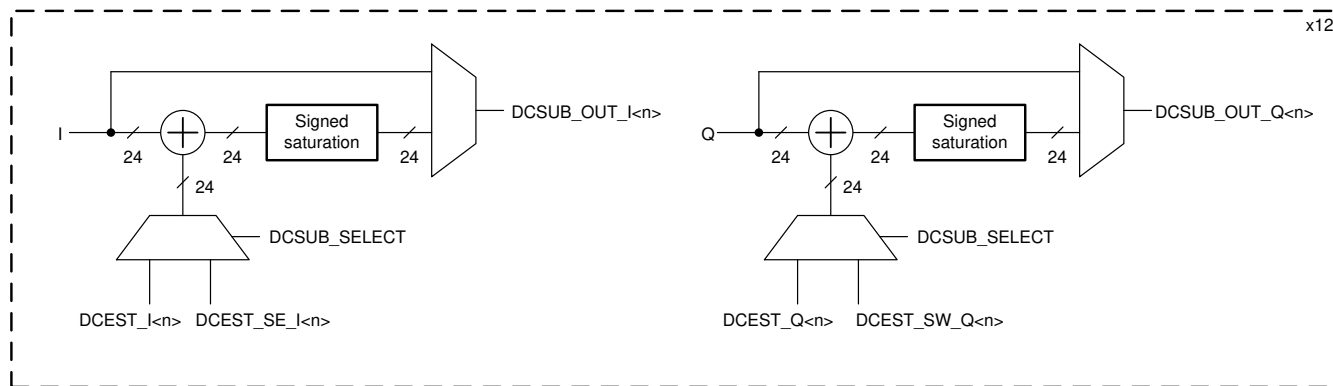 x12
DCSUB_OUT_I<n>
DCSUB_OUT_Q<n>
I
24
24
Signed
saturation
24
24
Q
24
24
Signed
saturation
24
24
DCSUB_SELECT
DCSUB_SELECT
DCEST_I<n> DCEST_SE_I<n>
DCEST_Q<n> DCEST_SW_Q<n>